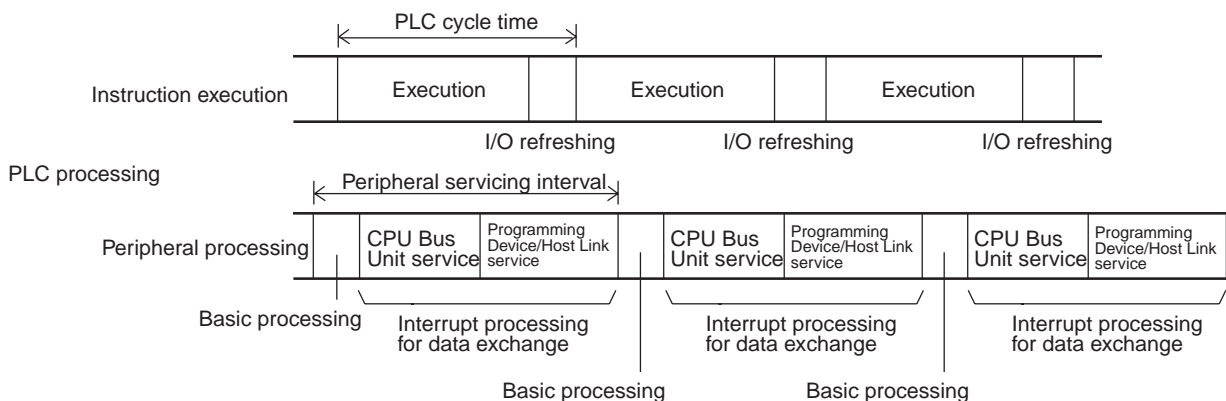 PLC cycle time
Instruction execution
Execution
Execution
Execution
I/O refreshing
I/O refreshing
I/O refreshing
PLC processing
Peripheral servicing interval
Peripheral processing
CPU Bus
Unit service
Programming
Device/Host Link
service
CPU Bus
Unit service
Programming
Device/Host Link
service
CPU Bus
Unit service
Programming
Device/Host Link
service
Basic processing
Interrupt processing
for data exchange
Interrupt processing
for data exchange
Interrupt processing
for data exchange
Basic processing
Basic processing